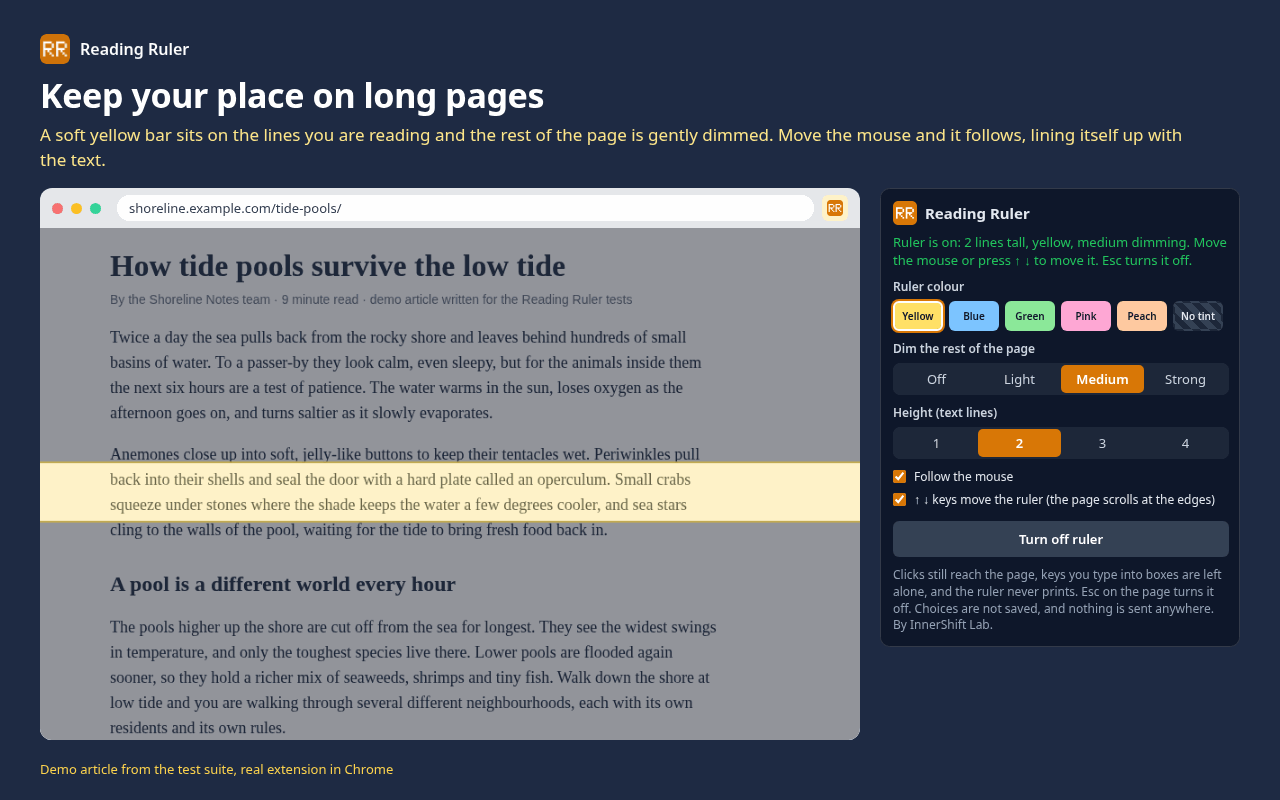 RR Reading Ruler
Keep your place on long pages
A soft yellow bar sits on the lines you are reading and the rest of the page is gently dimmed. Move the mouse and it follows, lining itself up with
the text.
shoreline.example.com/tide-pools/
RR
How tide pools survive the low tide
By the Shoreline Notes team · 9 minute read · demo article written for the Reading Ruler tests
Twice a day the sea pulls back from the rocky shore and leaves behind hundreds of small
basins of water. To a passer-by they look calm, even sleepy, but for the animals inside them
the next six hours are a test of patience. The water warms in the sun, loses oxygen as the
afternoon goes on, and turns saltier as it slowly evaporates.
Anemones close up into soft, jelly-like buttons to keep their tentacles wet. Periwinkles pull
back into their shells and seal the door with a hard plate called an operculum. Small crabs
squeeze under stones where the shade keeps the water a few degrees cooler, and sea stars
cling to the walls of the pool, waiting for the tide to bring fresh food back in.
A pool is a different world every hour
The pools higher up the shore are cut off from the sea for longest. They see the widest swings
in temperature, and only the toughest species live there. Lower pools are flooded again
sooner, so they hold a richer mix of seaweeds, shrimps and tiny fish. Walk down the shore at
low tide and you are walking through several different neighbourhoods, each with its own
residents and its own rules.
RR Reading Ruler
Ruler is on: 2 lines tall, yellow, medium dimming. Move
the mouse or press ↑ ↓ to move it. Esc turns it off.
Ruler colour
Yellow Blue Green Pink Peach No tint
Dim the rest of the page
Off Light Medium Strong
Height (text lines)
1 2 3 4
Follow the mouse
↑ ↓ keys move the ruler (the page scrolls at the edges)
Turn off ruler
Clicks still reach the page, keys you type into boxes are left
alone, and the ruler never prints. Esc on the page turns it
off. Choices are not saved, and nothing is sent anywhere.
By InnerShift Lab.
Demo article from the test suite, real extension in Chrome